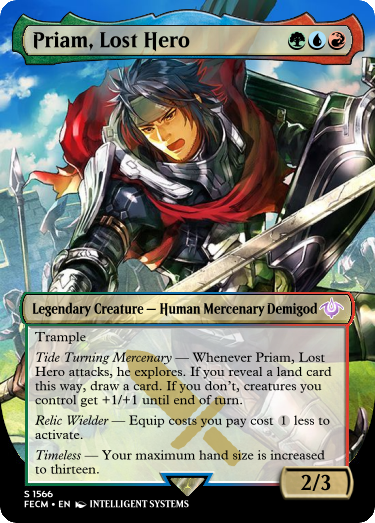 Priam, Lost Hero
Legendary Creature — Human Mercenary Demigod
Trample
Tide Turning Mercenary — Whenever Priam, Lost
Hero attacks, he explores. If you reveal a land card
this way, draw a card. If you don't, creatures you
control get +1/+1 until end of turn.
Relic Wielder — Equip costs you pay cost 1 less to
activate.
Timeless — Your maximum hand size is increased
to thirteen.
2/3
S 1566
FECM • EN INTELLIGENT SYSTEMS